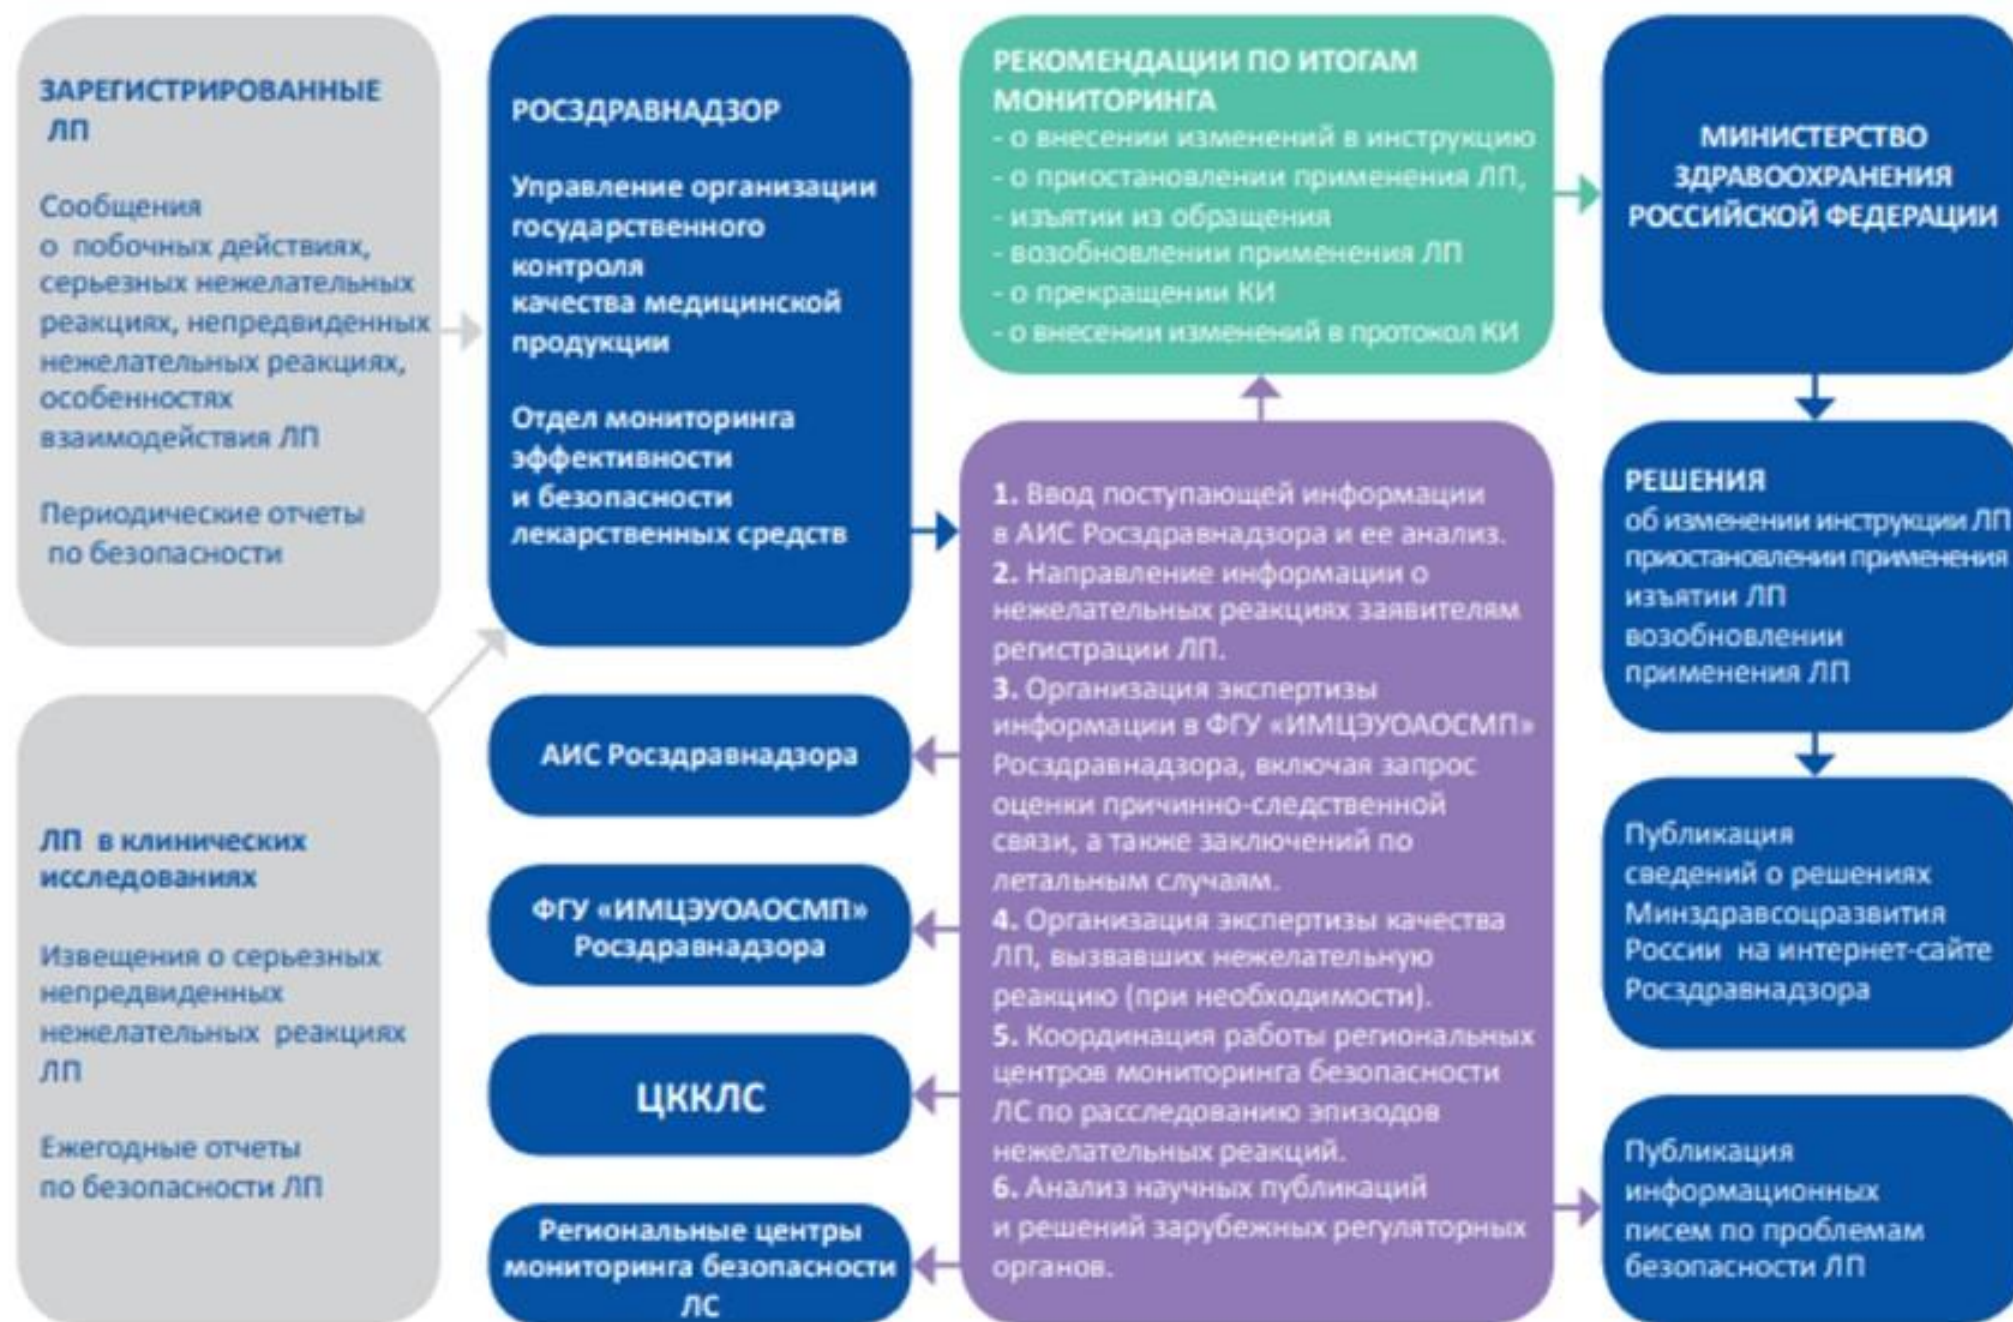 ЗАРЕГИСТРИРОВАННЫЕ
ЛП
Сообщения
о побочных действиях,
серьезных нежелательных
реакциях, непредвиденных
нежелательных реакциях,
особенностях
взаимодействия ЛП
Периодические отчеты
по безопасности
ЛП в клинических
исследованиях
Извещения о серьезных
непредвиденных
нежелательных реакциях
ЛП
Ежегодные отчеты
по безопасности ЛП
РОСЗДРАВНАДЗОР
Управление организации
государственного
контроля
качества медицинской
продукции
Отдел мониторинга
эффективности
и безопасности
лекарственных средств
АИС Росздравнадзора
ФГУ «ИМЦЭУОАОСМП»
Росздравнадзора
ЦККЛС
Региональные центры
мониторинга безопасности
ЛС
РЕКОМЕНДАЦИИ ПО ИТОГАМ
МОНИТОРИНГА
- о внесении изменений в инструкцию
- о приостановлении применения ЛП,
- изъятии из обращения
- возобновлении применения ЛП
- о прекращении КИ
- о внесении изменений в протокол КИ
1. Ввод поступающей информации
в АИС Росздравнадзора и ее анализ.
2. Направление информации о
нежелательных реакциях заявителям
регистрации ЛП.
3. Организация экспертизы
информации в ФГУ «ИМЦЭУОАОСМП»
Росздравнадзора, включая запрос
оценки причинно-следственной
связи, а также заключений по
летальным случаям.
4. Организация экспертизы качества
ЛП, вызвавших нежелательную
реакцию (при необходимости).
5. Координация работы региональных
центров мониторинга безопасности
ЛС по расследованию эпизодов
нежелательных реакций.
6. Анализ научных публикаций
и решений зарубежных регуляторных
органов.
МИНИСТЕРСТВО
ЗДРАВООХРАНЕНИЯ
РОССИЙСКОЙ ФЕДЕРАЦИИ
РЕШЕНИЯ
об изменении инструкции ЛП
приостановлении применения
изъятии ЛП
возобновлении
применения ЛП
Публикация
сведений о решениях
Минздравсоцразвития
России на интернет-сайте
Росздравнадзора
Публикация
информационных
писем по проблемам
безопасности ЛП